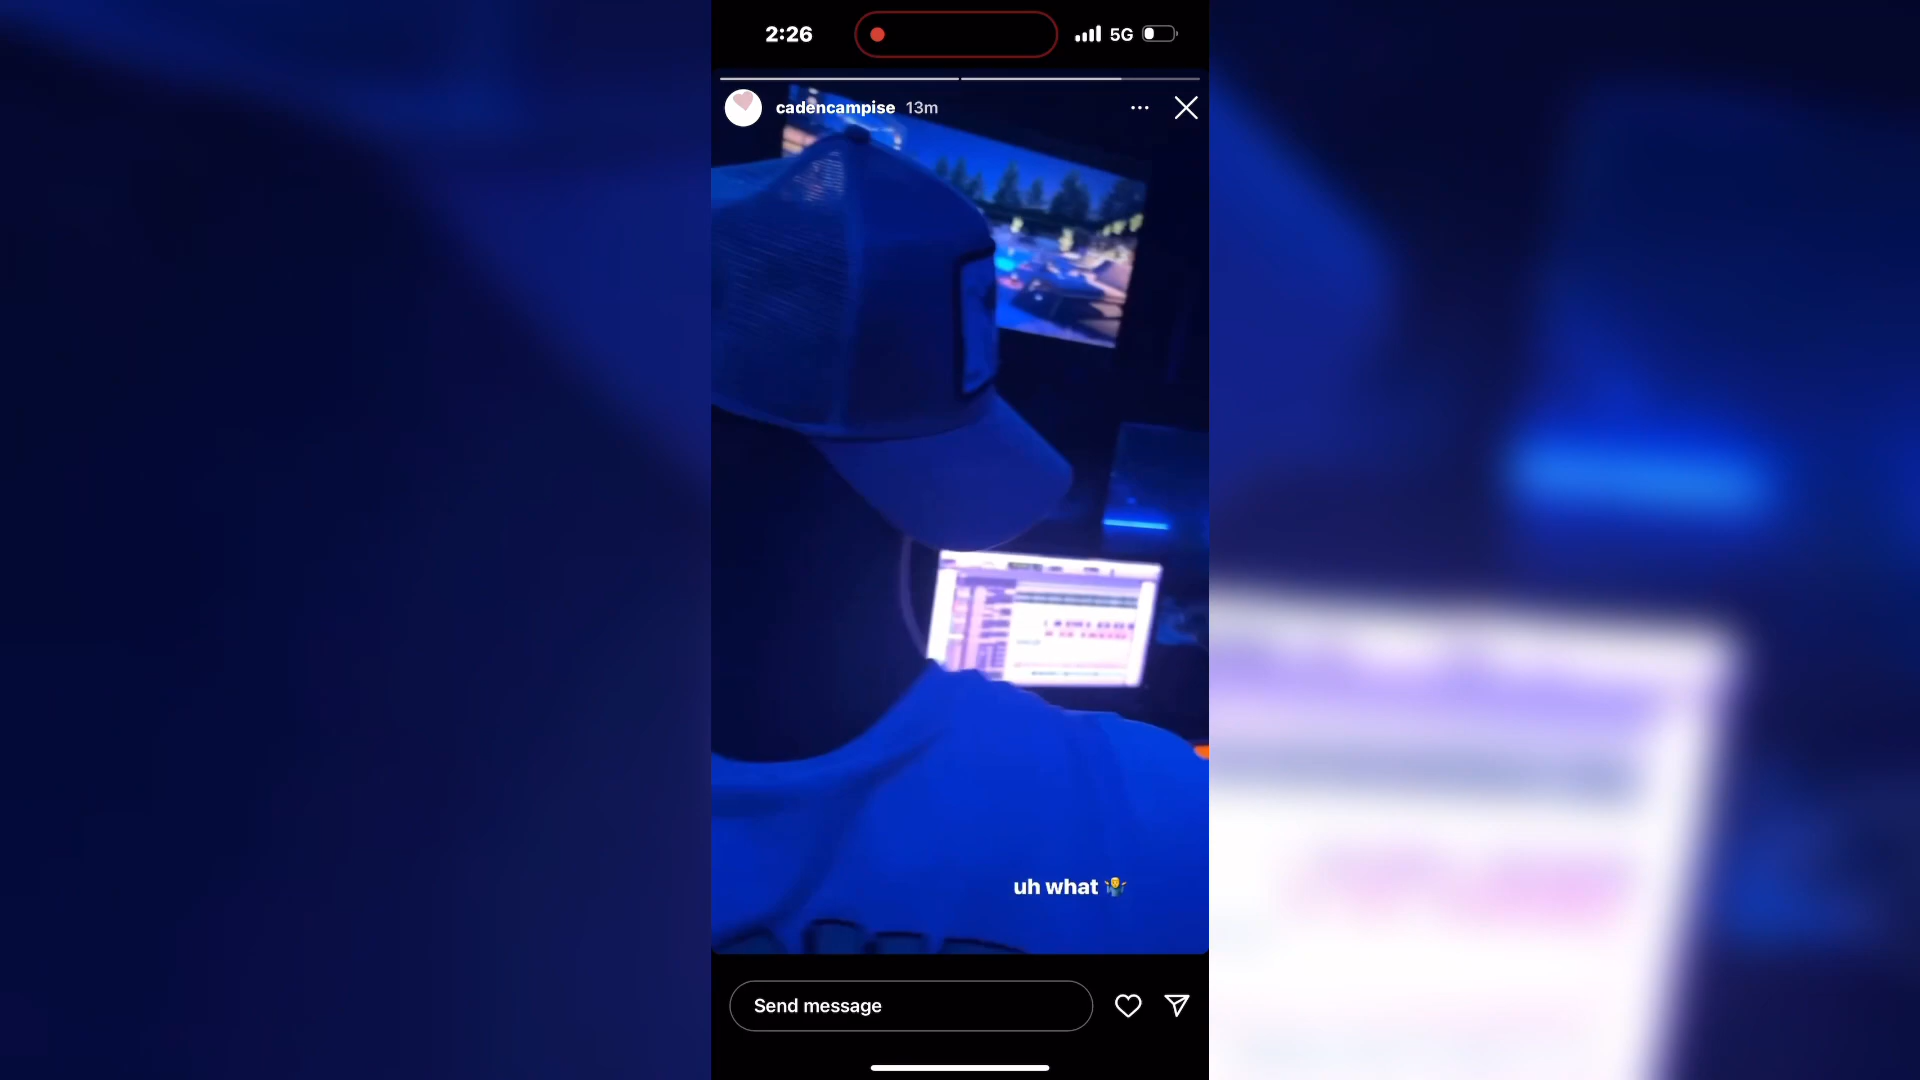 2:26
5G
cadencampise 13m
uh what 🤷‍♂️
Send message